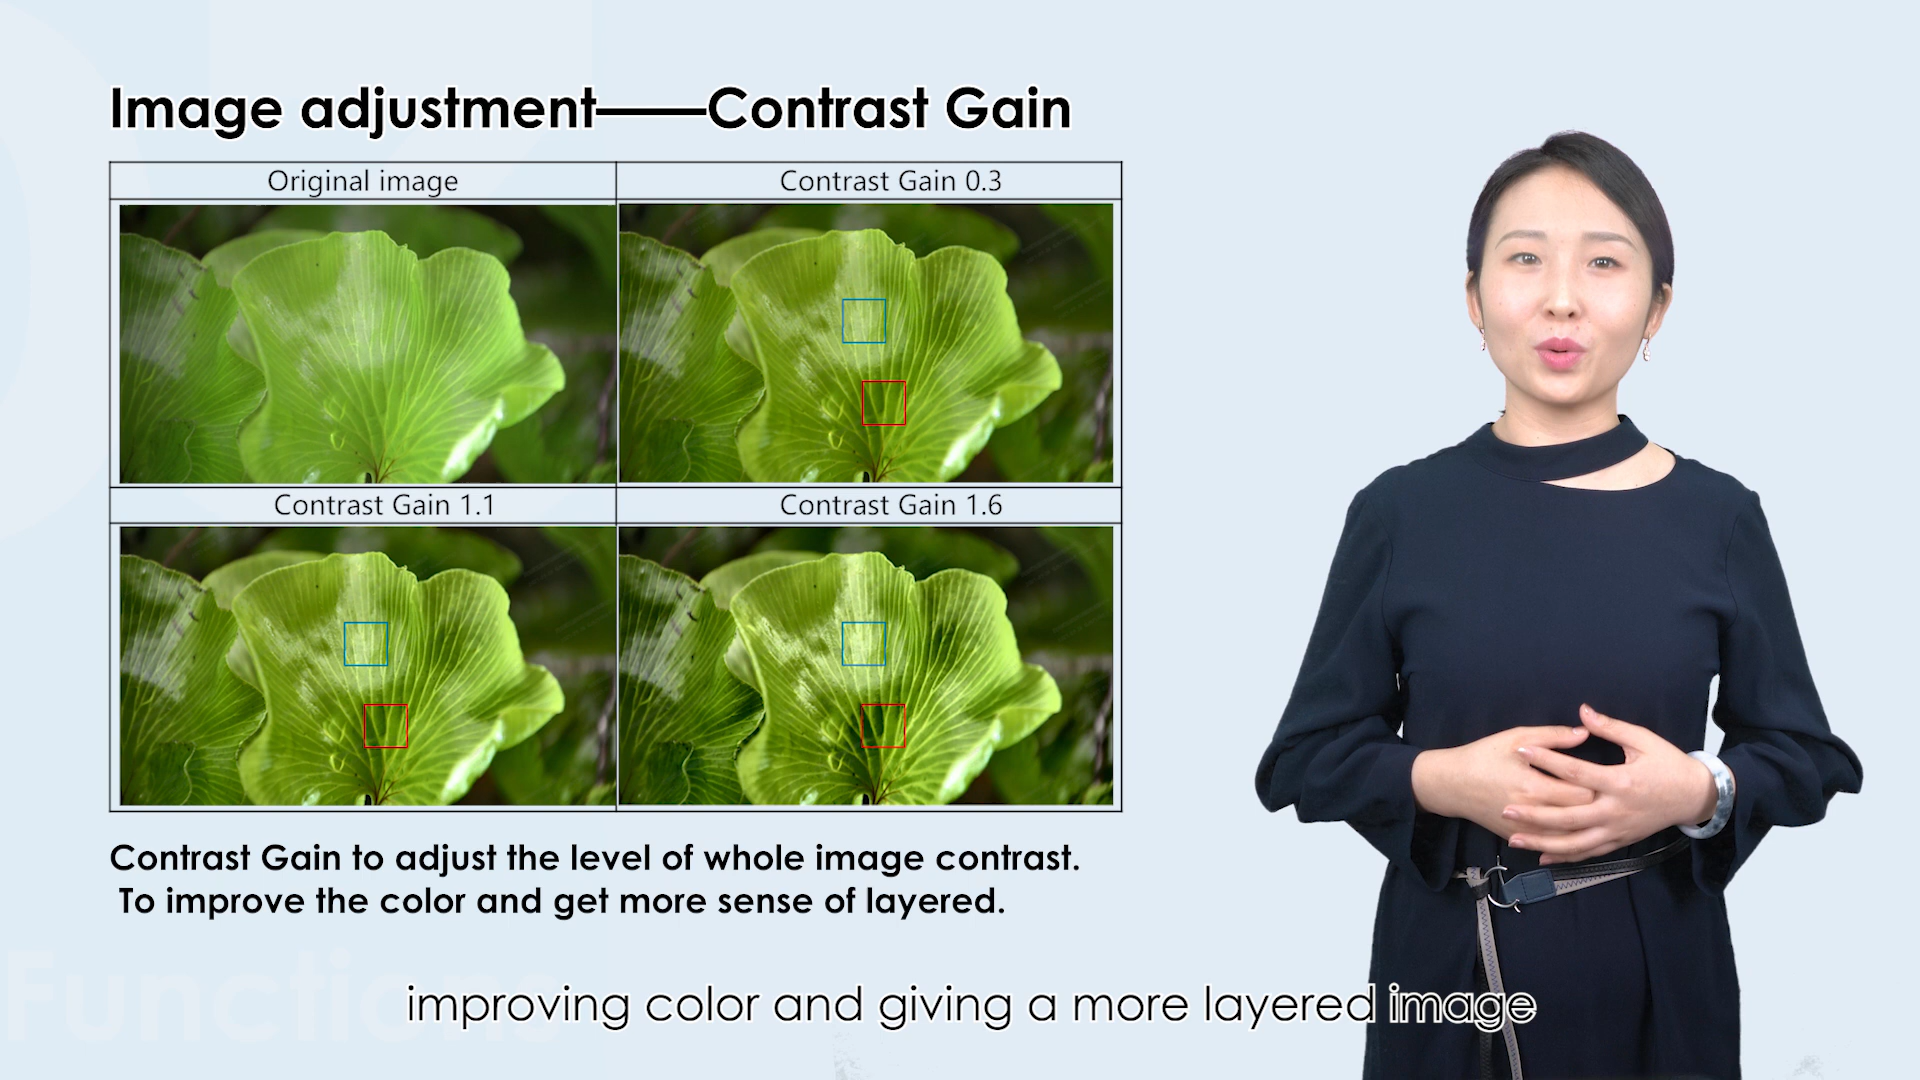 Image adjustment——Contrast Gain
Original image
Contrast Gain 0.3
Contrast Gain 1.1
Contrast Gain 1.6
Contrast Gain to adjust the level of whole image contrast.
To improve the color and get more sense of layered.
Functions
improving color and giving a more layered image